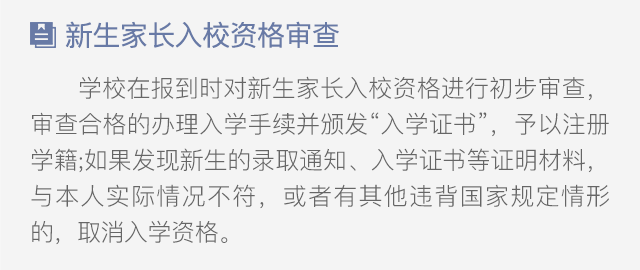 新生家长入校资格审查
学校在报到时对新生家长入校资格进行初步审查，
审查合格的办理入学手续并颁发“入学证书”，予以注册
学籍;如果发现新生的录取通知、入学证书等证明材料，
与本人实际情况不符，或者有其他违背国家规定情形
的，取消入学资格。